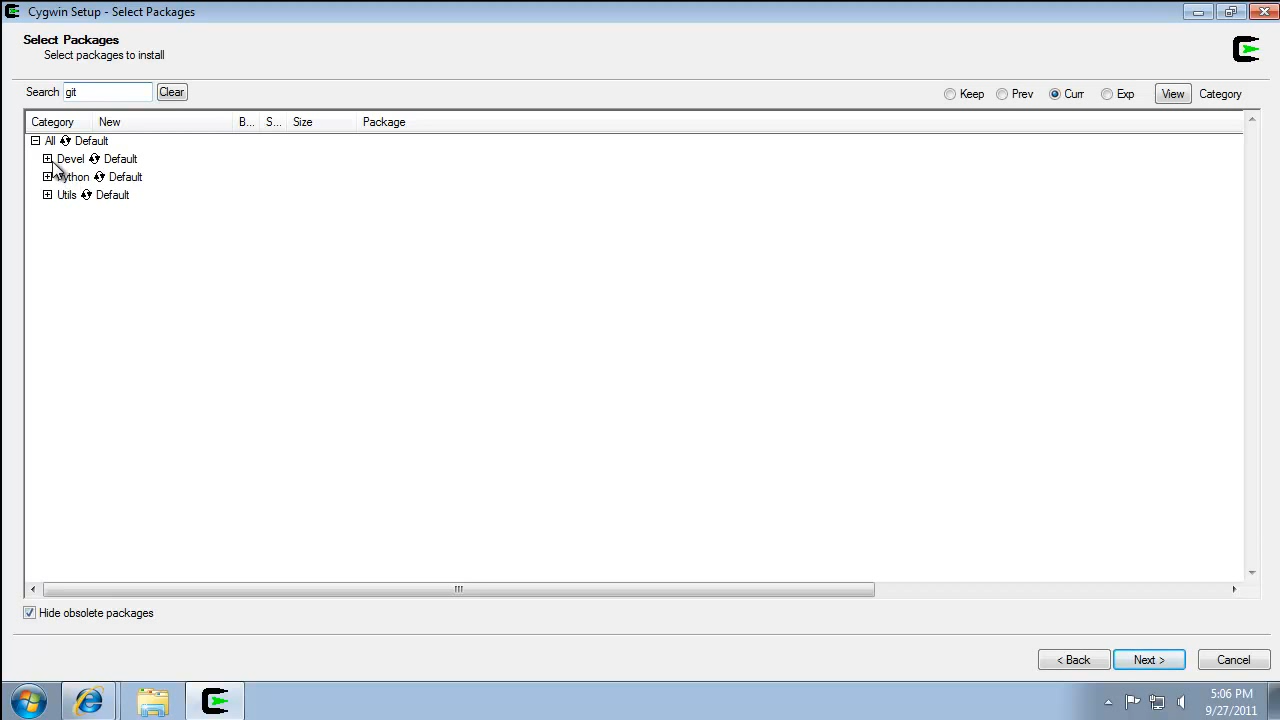 Cygwin Setup - Select Packages
Select Packages
Select packages to install
Search git Clear Keep Prev Curr Exp View Category
Category New B... S... Size Package
All Default
Devel Default
Python Default
Utils Default
Hide obsolete packages
< Back Next > Cancel
5:06 PM
9/27/2011